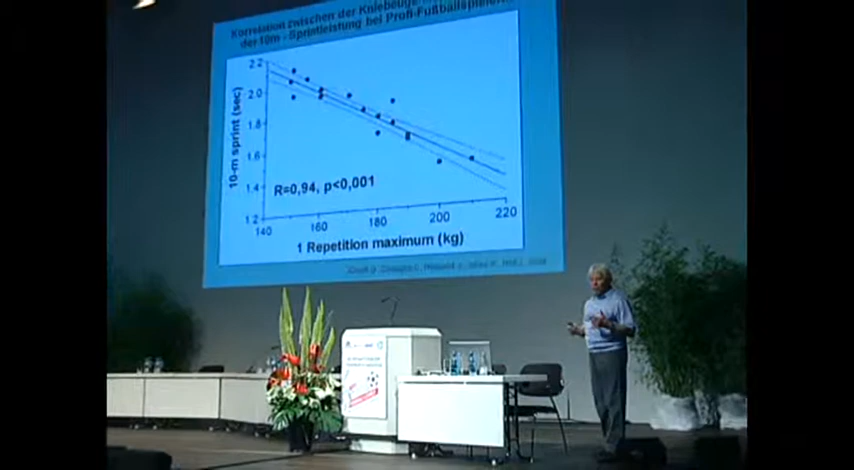 Korrelation zwischen der Kniebeuge
der 10m - Sprintleistung bei Profi-Fußballspielern
2.2
2.0
1.8
1.6
1.4
1.2
10-m sprint (sec)
R=0,94, p<0,001
140
160
180
200
220
1 Repetition maximum (kg)